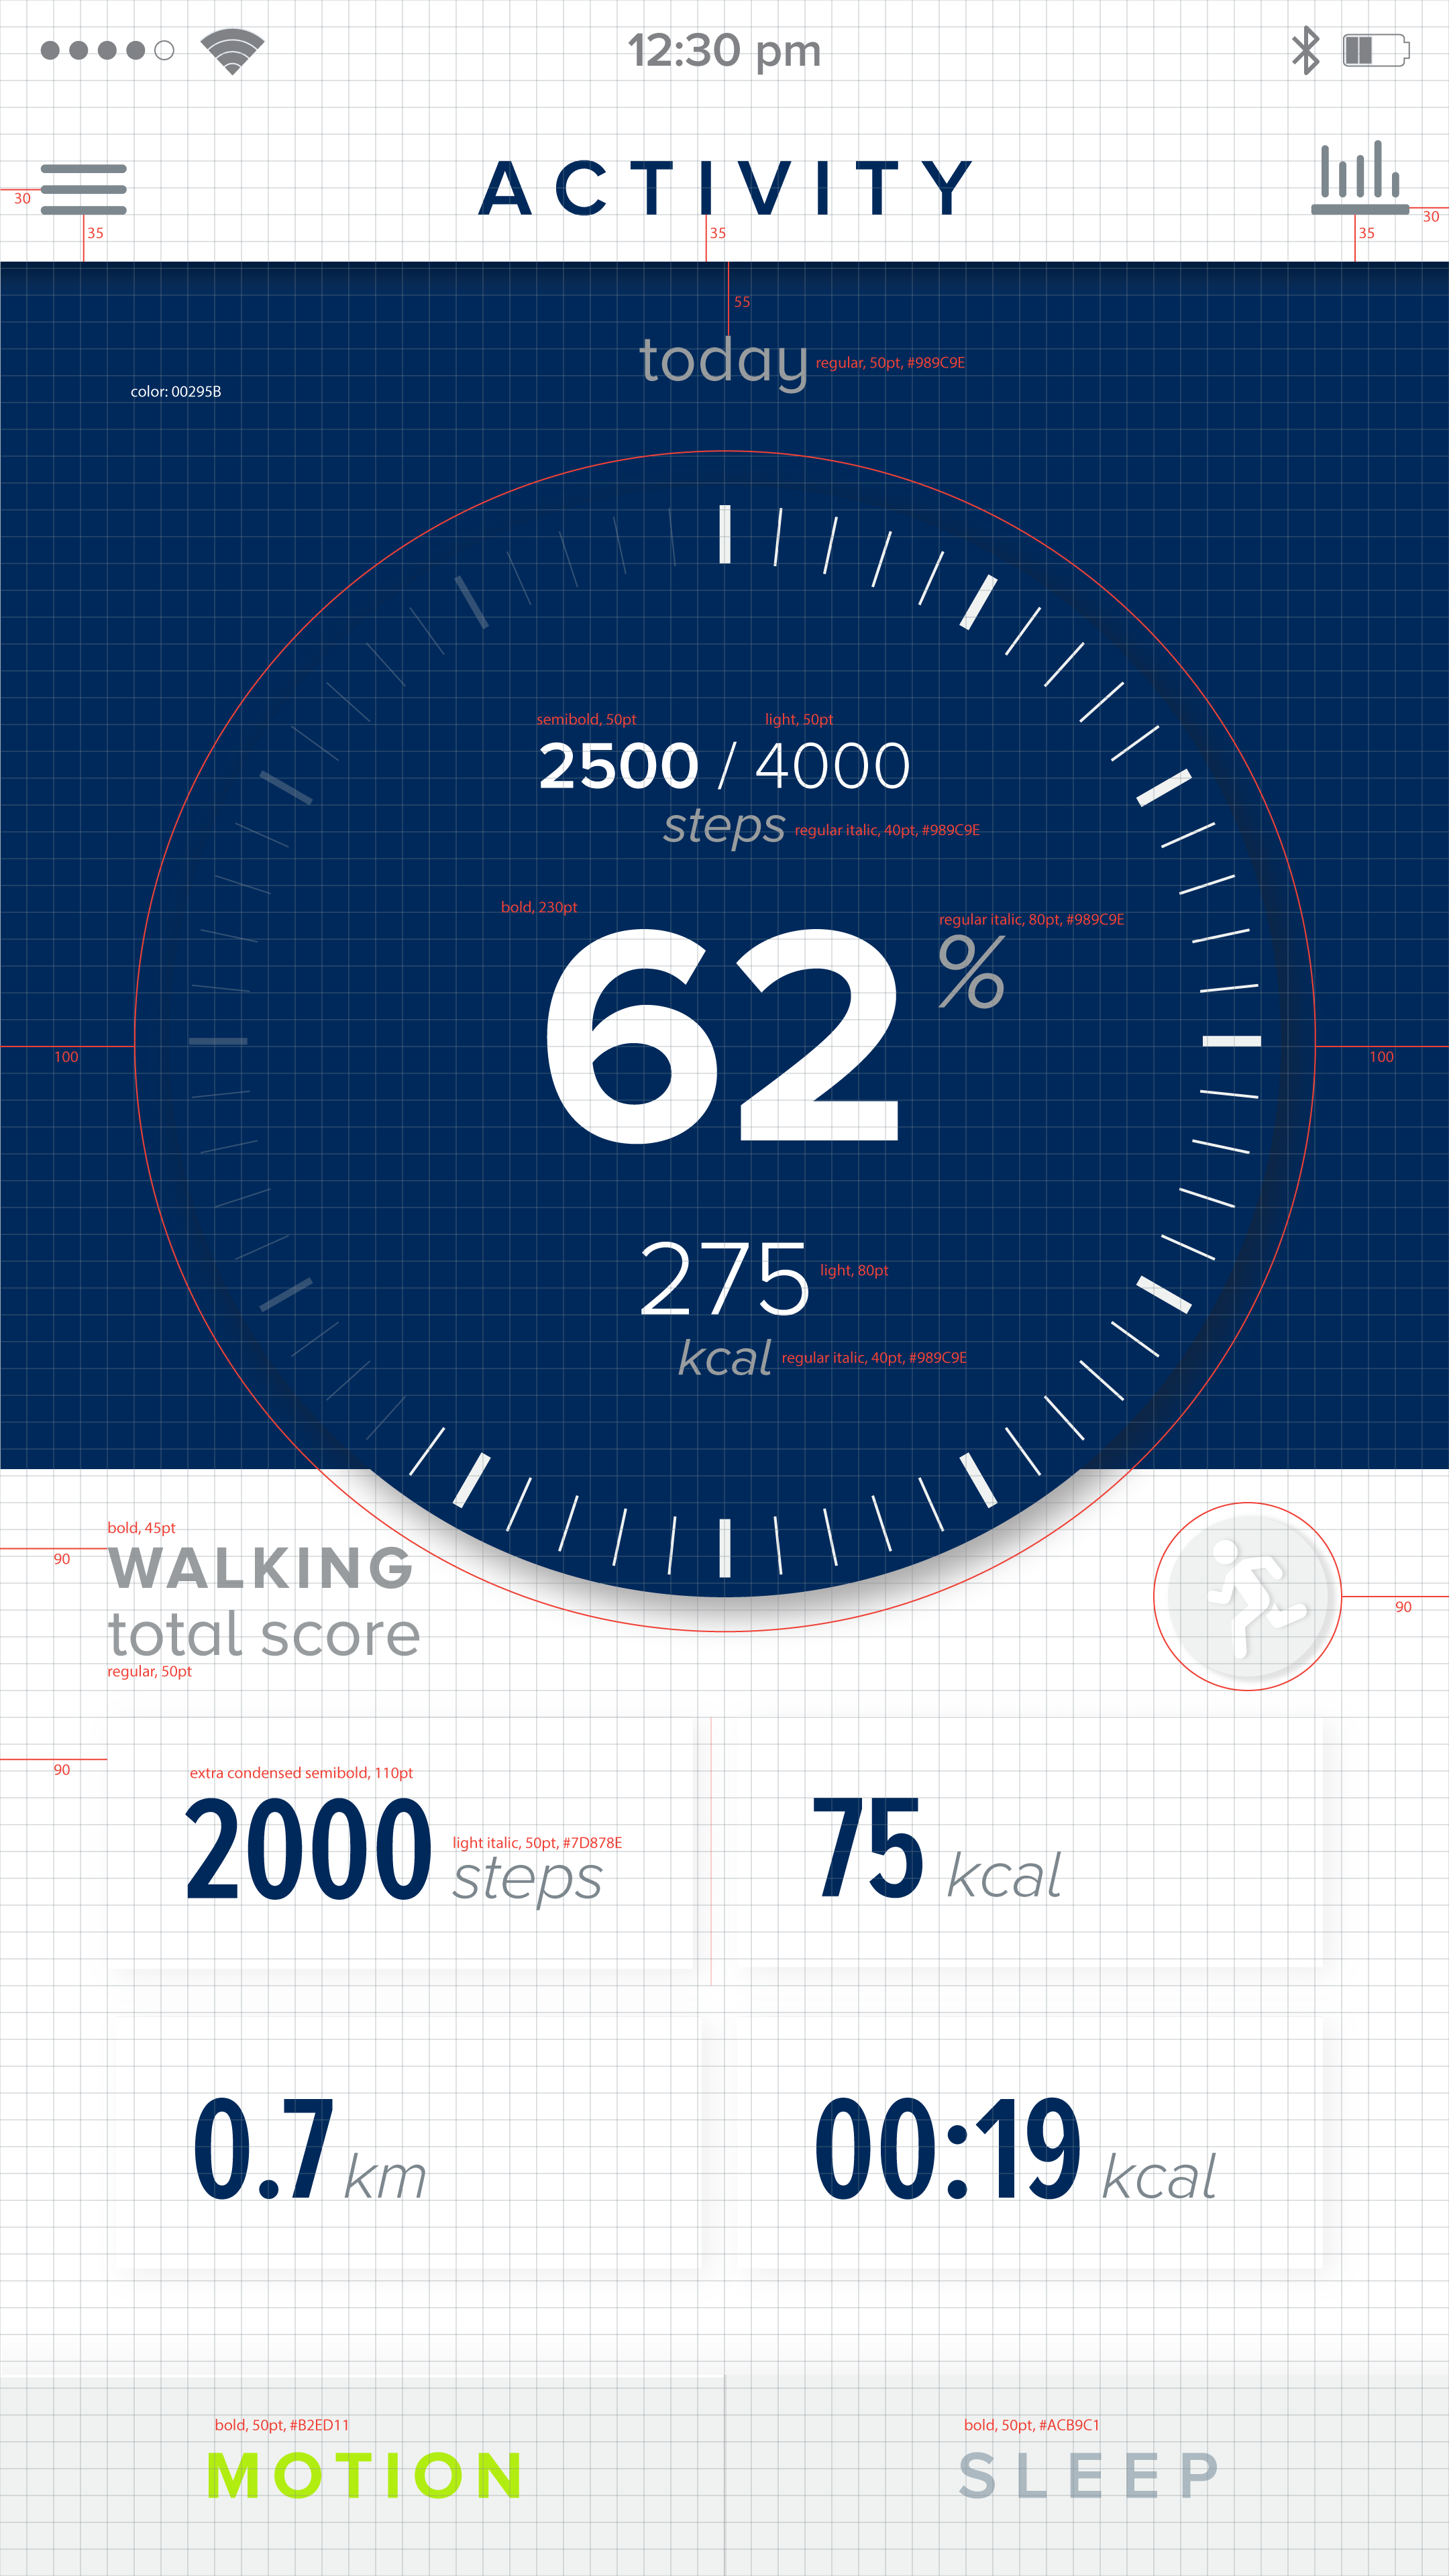 12:30 pm
ACTIVITY
30
35
35
35
30
55
today regular, 50pt, #989C9E
color: 00295B
semibold, 50pt light, 50pt
2500 / 4000
steps regular italic, 40pt, #989C9E
bold, 230pt
regular italic, 80pt, #989C9E
62 %
100
100
275 light, 80pt
kcal regular italic, 40pt, #989C9E
bold, 45pt
90
WALKING
total score
regular, 50pt
90
90
extra condensed semibold, 110pt
2000 steps
light italic, 50pt, #7D878E
75 kcal
0.7 km
00:19 kcal
bold, 50pt, #B2ED11
MOTION
bold, 50pt, #ACB9C1
SLEEP